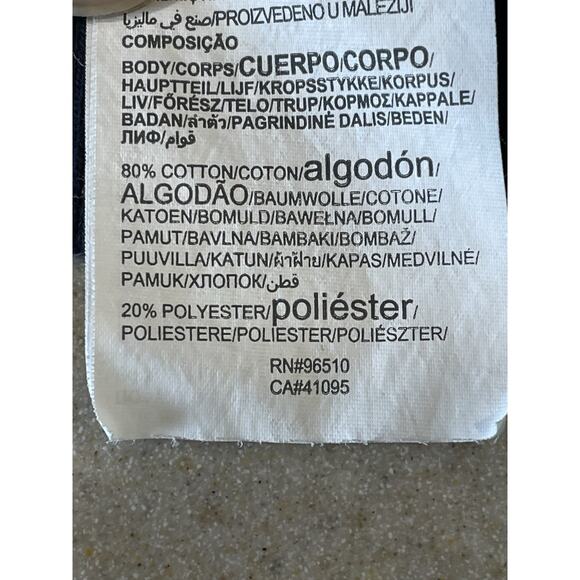 صنع في ماليزيا/PROIZVEDENO U MALEZIJI
COMPOSIÇÃO
BODY/CORPS/CUERPO/CORPO/
HAUPTTEIL/LIJF/KROPSSTYKKE/KORPUS/
LIV/FŐRÉSZ/TELO/TRUP/ΚΟΡΜΟΣ/KAPPALE/
BADAN/ลำตัว/PAGRINDINĖ DALIS/BEDEN/
ЛИФ/قوام/
80% COTTON/COTON/algodón/
ALGODÃO/BAUMWOLLE/COTONE/
KATOEN/BOMULD/BAWEŁNA/BOMULL/
PAMUT/BAVLNA/BAMBAKI/BOMBAŽ/
PUUVILLA/KATUN/ผ้าฝ้าย/KAPAS/MEDVILNĖ/
PAMUK/ХЛОПОК/قطن/
20% POLYESTER/poliéster/
POLIESTERE/POLIESTER/POLIÉSZTER/
RN#96510
CA#41095